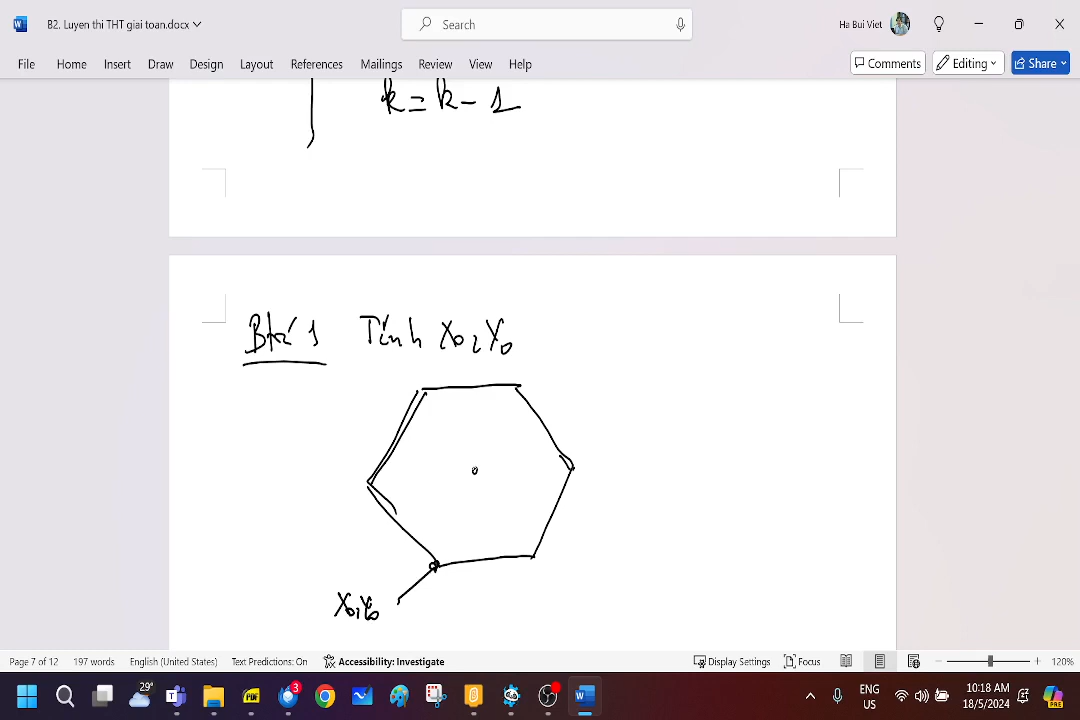 B2. Luyen thi THT giai toan.docx
Search
Ha Bui Viet
File Home Insert Draw Design Layout References Mailings Review View Help
Comments Editing Share
k = k - 1
Tính X0, Y0
X0, Y0
Page 7 of 12 197 words English (United States) Text Predictions: On Accessibility: Investigate Display Settings Focus 120%
29° 3 PDF ENG US 10:18 AM 18/5/2024 PRE